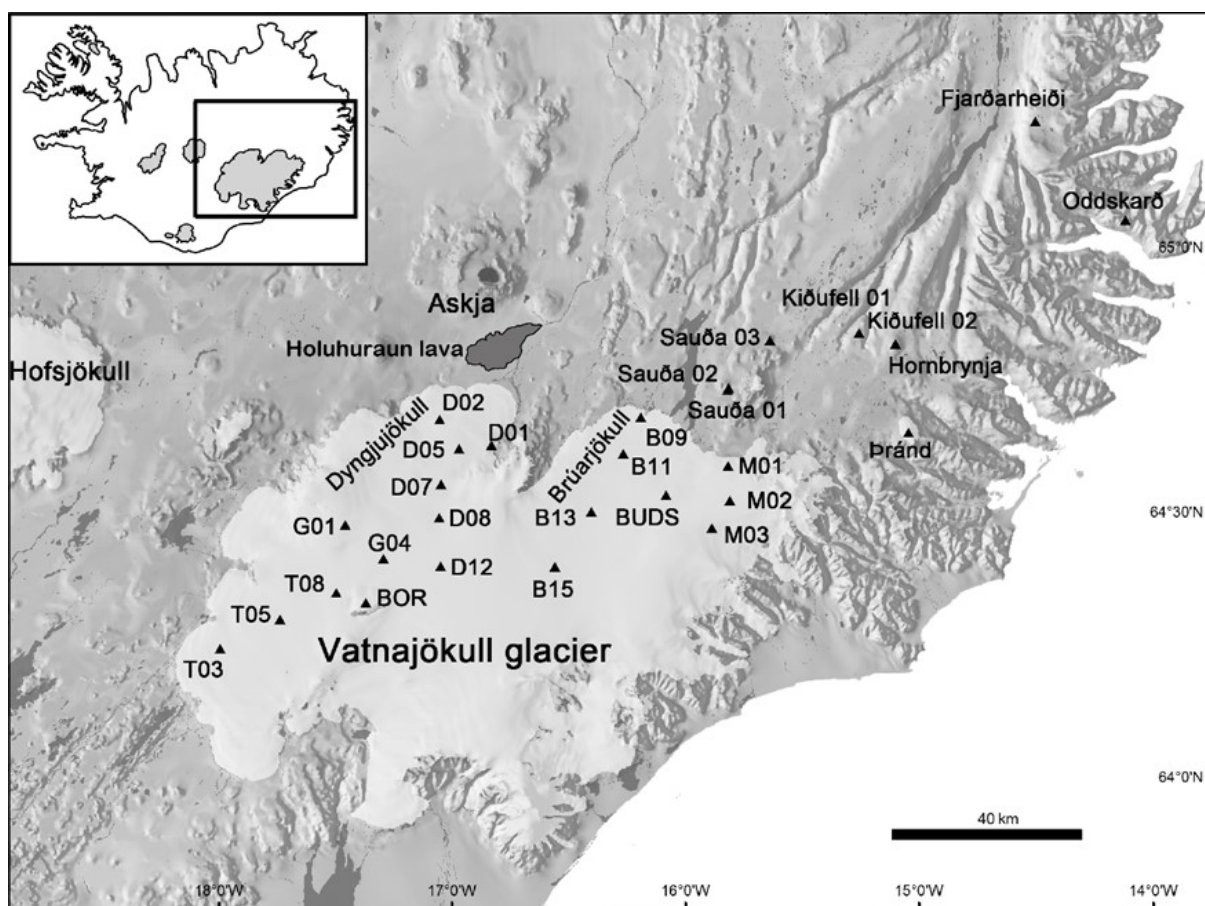 Fjarðarheiði
Oddskarð
65°0'N
Askja
Kiðufell 01
Kiðufell 02
Holuhuraun lava
Sauða 03
Hornbrynja
Hofsjökull
Sauða 02
Sauða 01
Dyngjujökull
D02
Brúarjökull
D01
B09
D05
B11
M01
Þránd
D07
M02
64°30'N
G01
D08
B13
BUDS
M03
G04
D12
B15
T08
BOR
T05
Vatnajökull glacier
T03
64°0'N
40 km
18°0'W
17°0'W
16°0'W
15°0'W
14°0'W